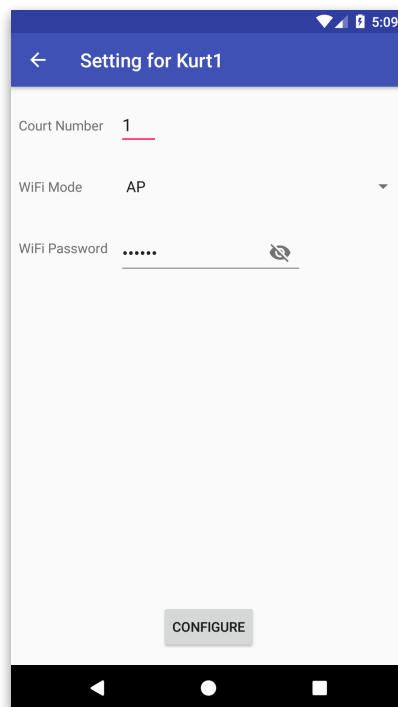 5:09
Setting for Kurt1
Court Number 1
WiFi Mode AP
WiFi Password ••••••
CONFIGURE